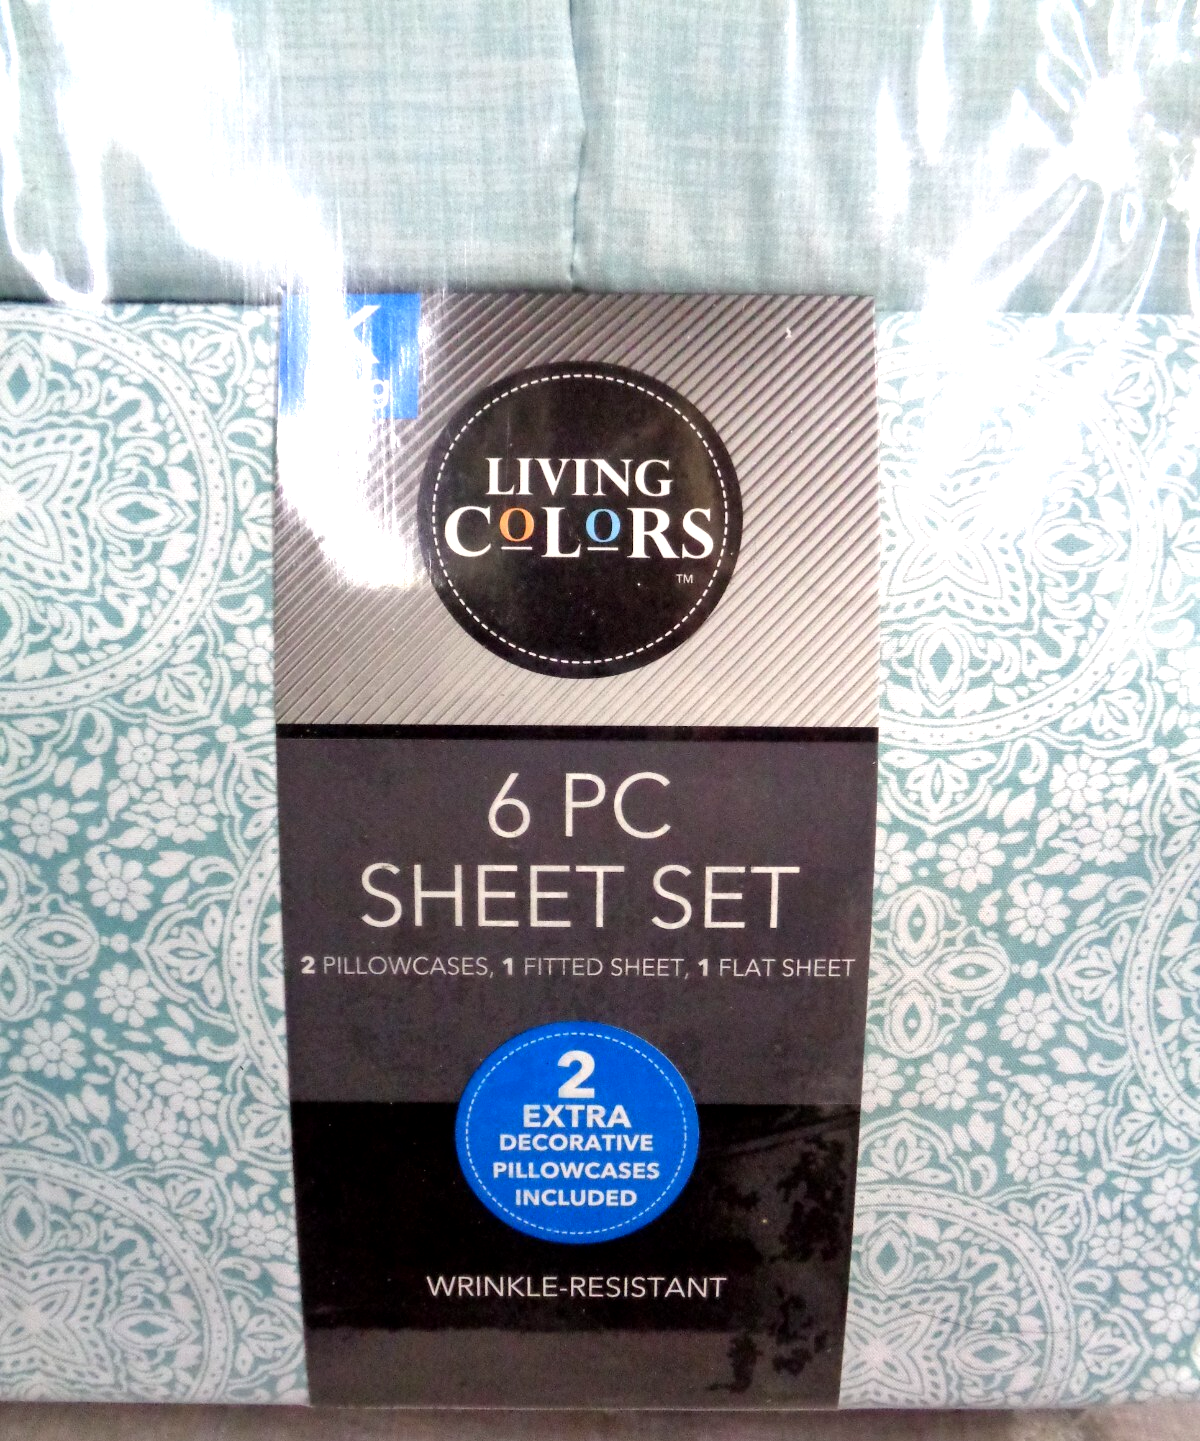 K
LIVING
COLORS
TM
6 PC
SHEET SET
2 PILLOWCASES, 1 FITTED SHEET, 1 FLAT SHEET
2
EXTRA
DECORATIVE
PILLOWCASES
INCLUDED
WRINKLE-RESISTANT